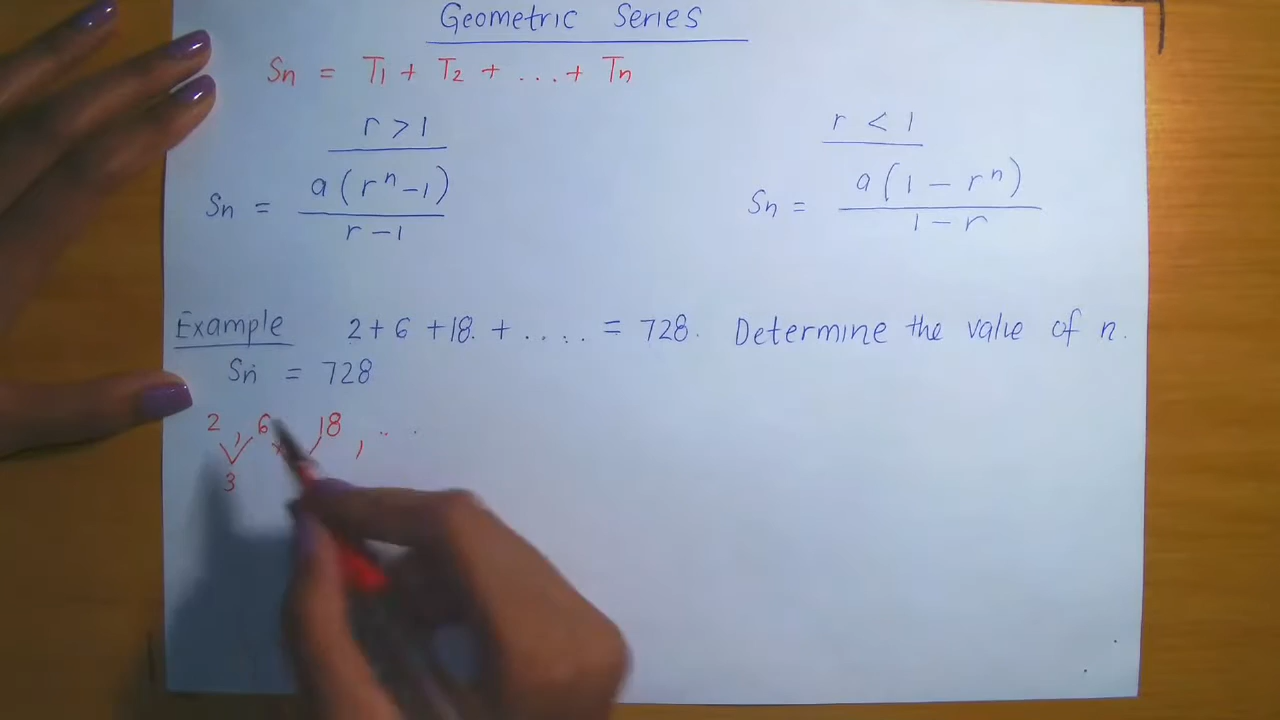 Geometric Series
Sn = T1 + T2 + ... + Tn
r > 1
r < 1
Sn = a(r^n - 1) / r - 1
Sn = a(1 - r^n) / 1 - r
Example 2 + 6 + 18 + .... = 728. Determine the value of n.
Sn = 728
2, 6, 18, ...
3